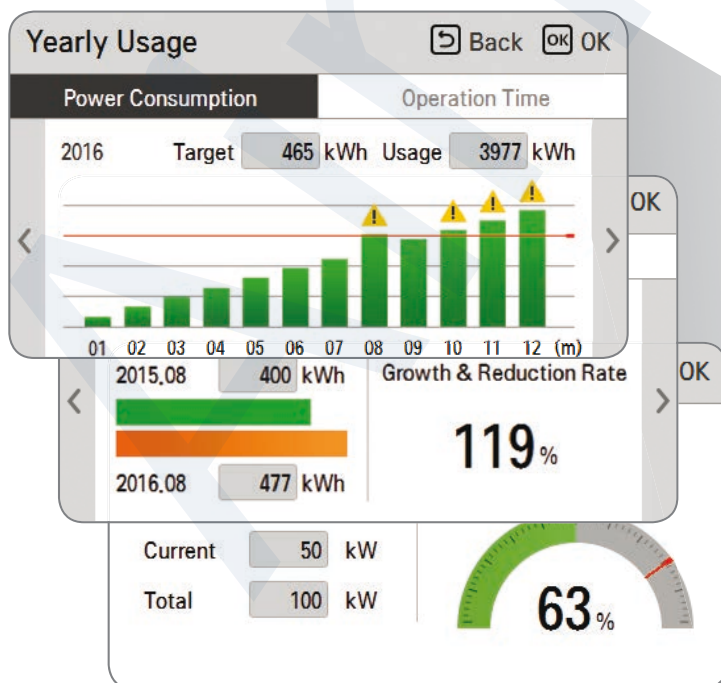 Yearly Usage Back OK OK
Power Consumption Operation Time
2016 Target 465 kWh Usage 3977 kWh
01 02 03 04 05 06 07 08 09 10 11 12 (m)
OK
2015.08 400 kWh Growth & Reduction Rate
119%
2016.08 477 kWh
OK
Current 50 kW
Total 100 kW
63%